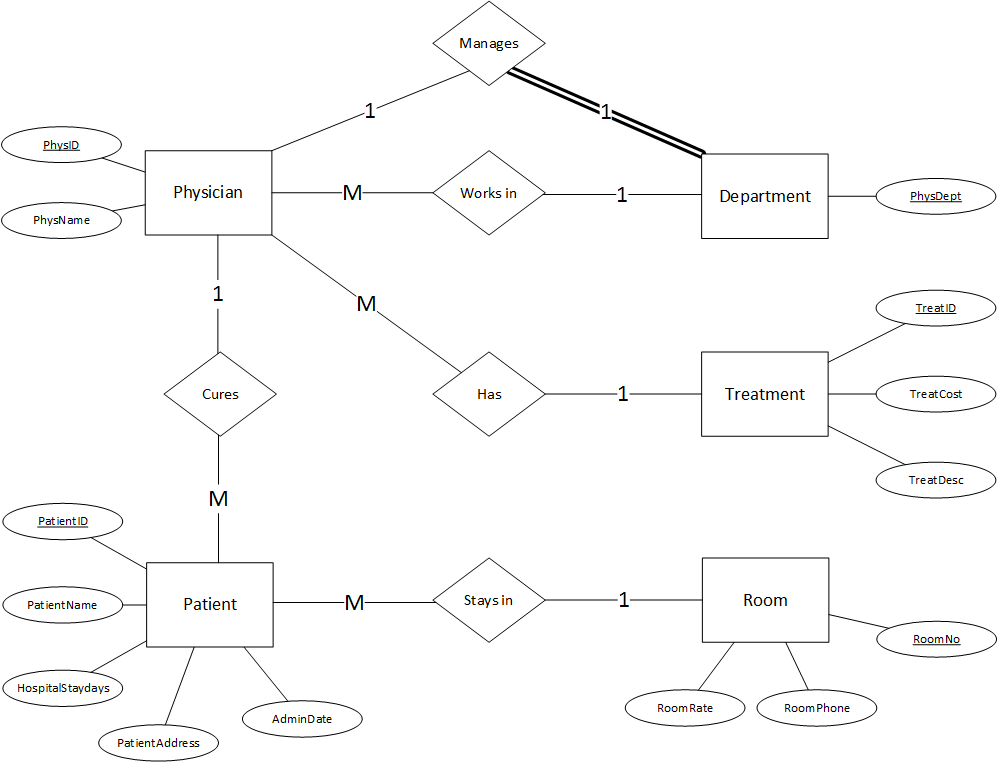 Manages
1
1
PhysID
Physician
M
Works in
1
Department
PhysDept
PhysName
1
M
TreatID
Cures
Has
1
Treatment
TreatCost
TreatDesc
M
PatientID
PatientName
Patient
M
Stays in
1
Room
RoomNo
HospitalStaydays
AdminDate
RoomRate
RoomPhone
PatientAddress